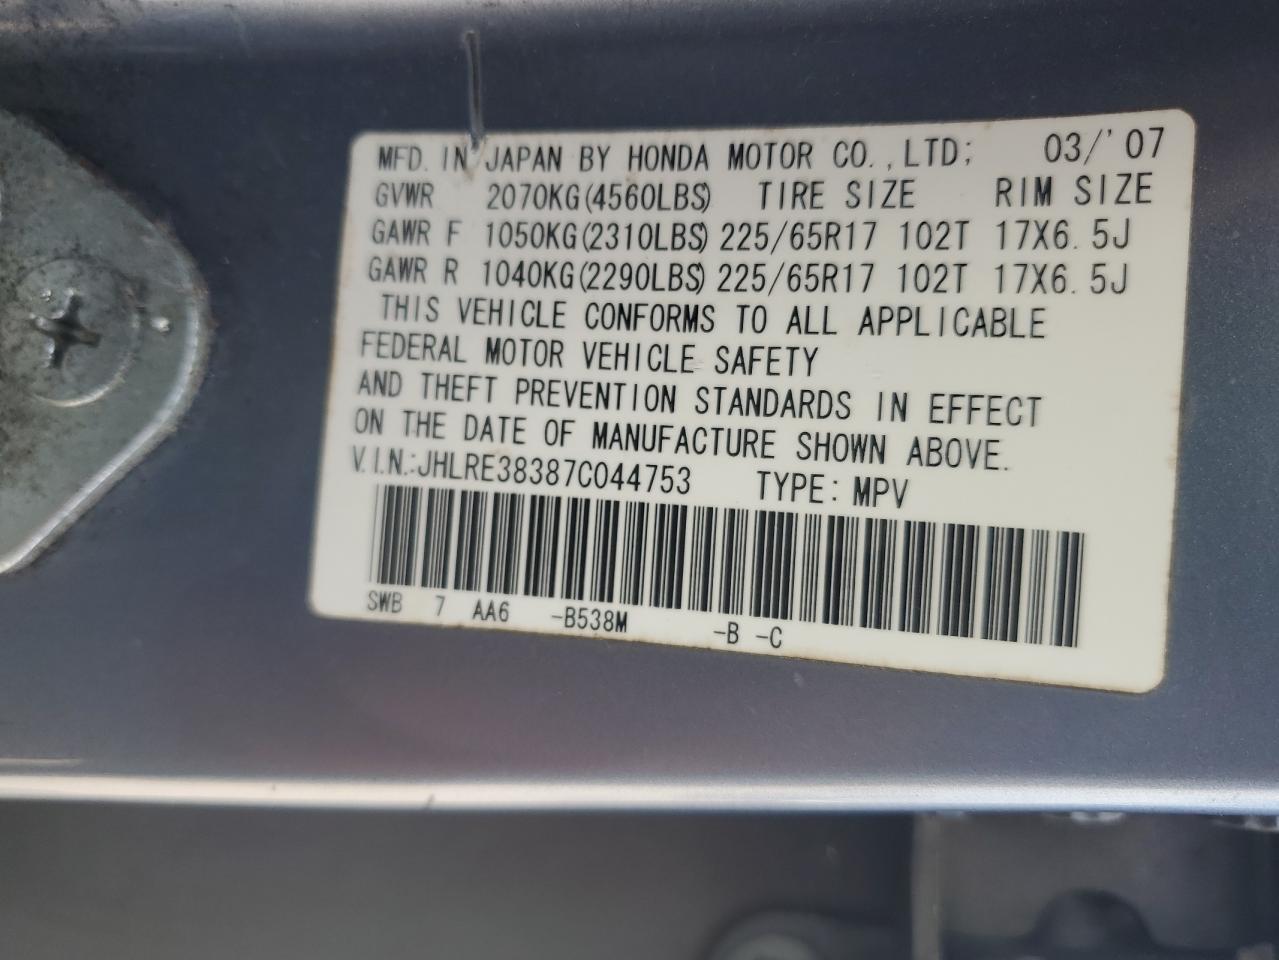 MFD. IN JAPAN BY HONDA MOTOR CO.,LTD; 03/'07
GVWR 2070KG(4560LBS) TIRE SIZE RIM SIZE
GAWR F 1050KG(2310LBS) 225/65R17 102T 17X6.5J
GAWR R 1040KG(2290LBS) 225/65R17 102T 17X6.5J
THIS VEHICLE CONFORMS TO ALL APPLICABLE
FEDERAL MOTOR VEHICLE SAFETY
AND THEFT PREVENTION STANDARDS IN EFFECT
ON THE DATE OF MANUFACTURE SHOWN ABOVE.
V.I.N.:JHLRE38387C044753 TYPE: MPV
SWB 7 AA6 -B538M -B -C